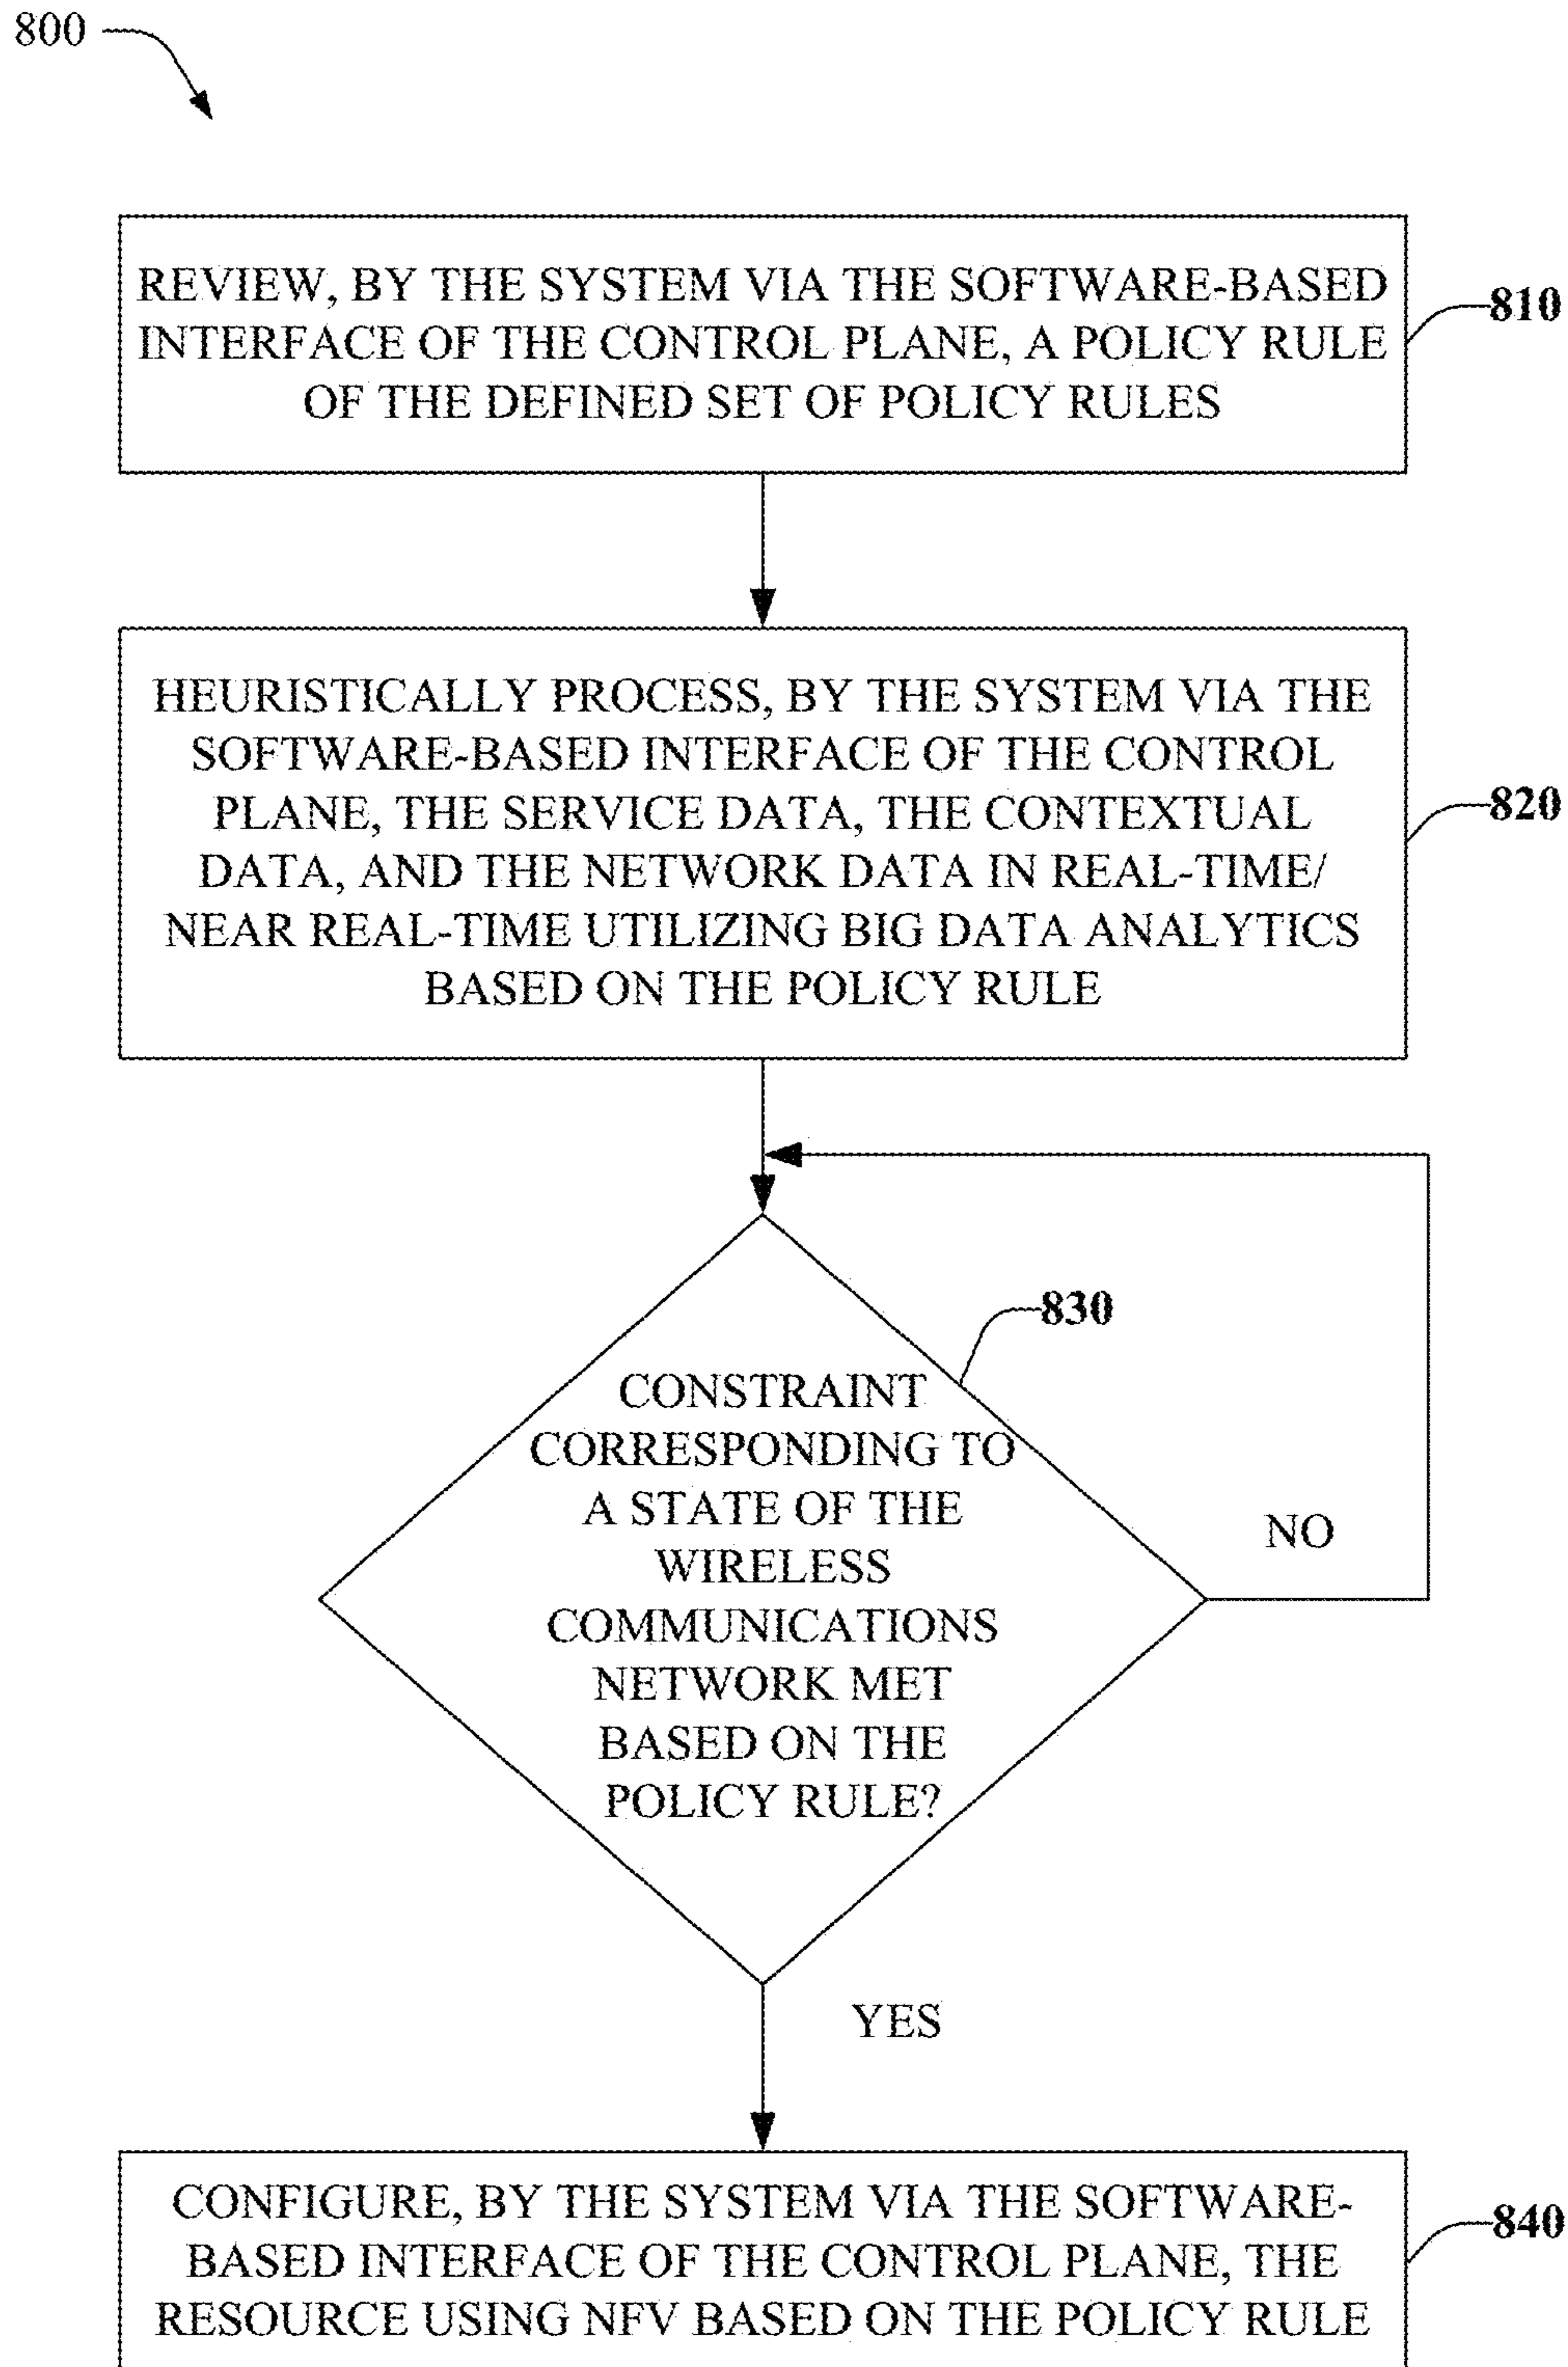 800
REVIEW, BY THE SYSTEM VIA THE SOFTWARE-BASED
INTERFACE OF THE CONTROL PLANE, A POLICY RULE
OF THE DEFINED SET OF POLICY RULES
810
HEURISTICALLY PROCESS, BY THE SYSTEM VIA THE
SOFTWARE-BASED INTERFACE OF THE CONTROL
PLANE, THE SERVICE DATA, THE CONTEXTUAL
DATA, AND THE NETWORK DATA IN REAL-TIME/
NEAR REAL-TIME UTILIZING BIG DATA ANALYTICS
BASED ON THE POLICY RULE
820
830
CONSTRAINT
CORRESPONDING TO
A STATE OF THE
WIRELESS
COMMUNICATIONS
NETWORK MET
BASED ON THE
POLICY RULE?
NO
YES
CONFIGURE, BY THE SYSTEM VIA THE SOFTWARE-
BASED INTERFACE OF THE CONTROL PLANE, THE
RESOURCE USING NFV BASED ON THE POLICY RULE
840